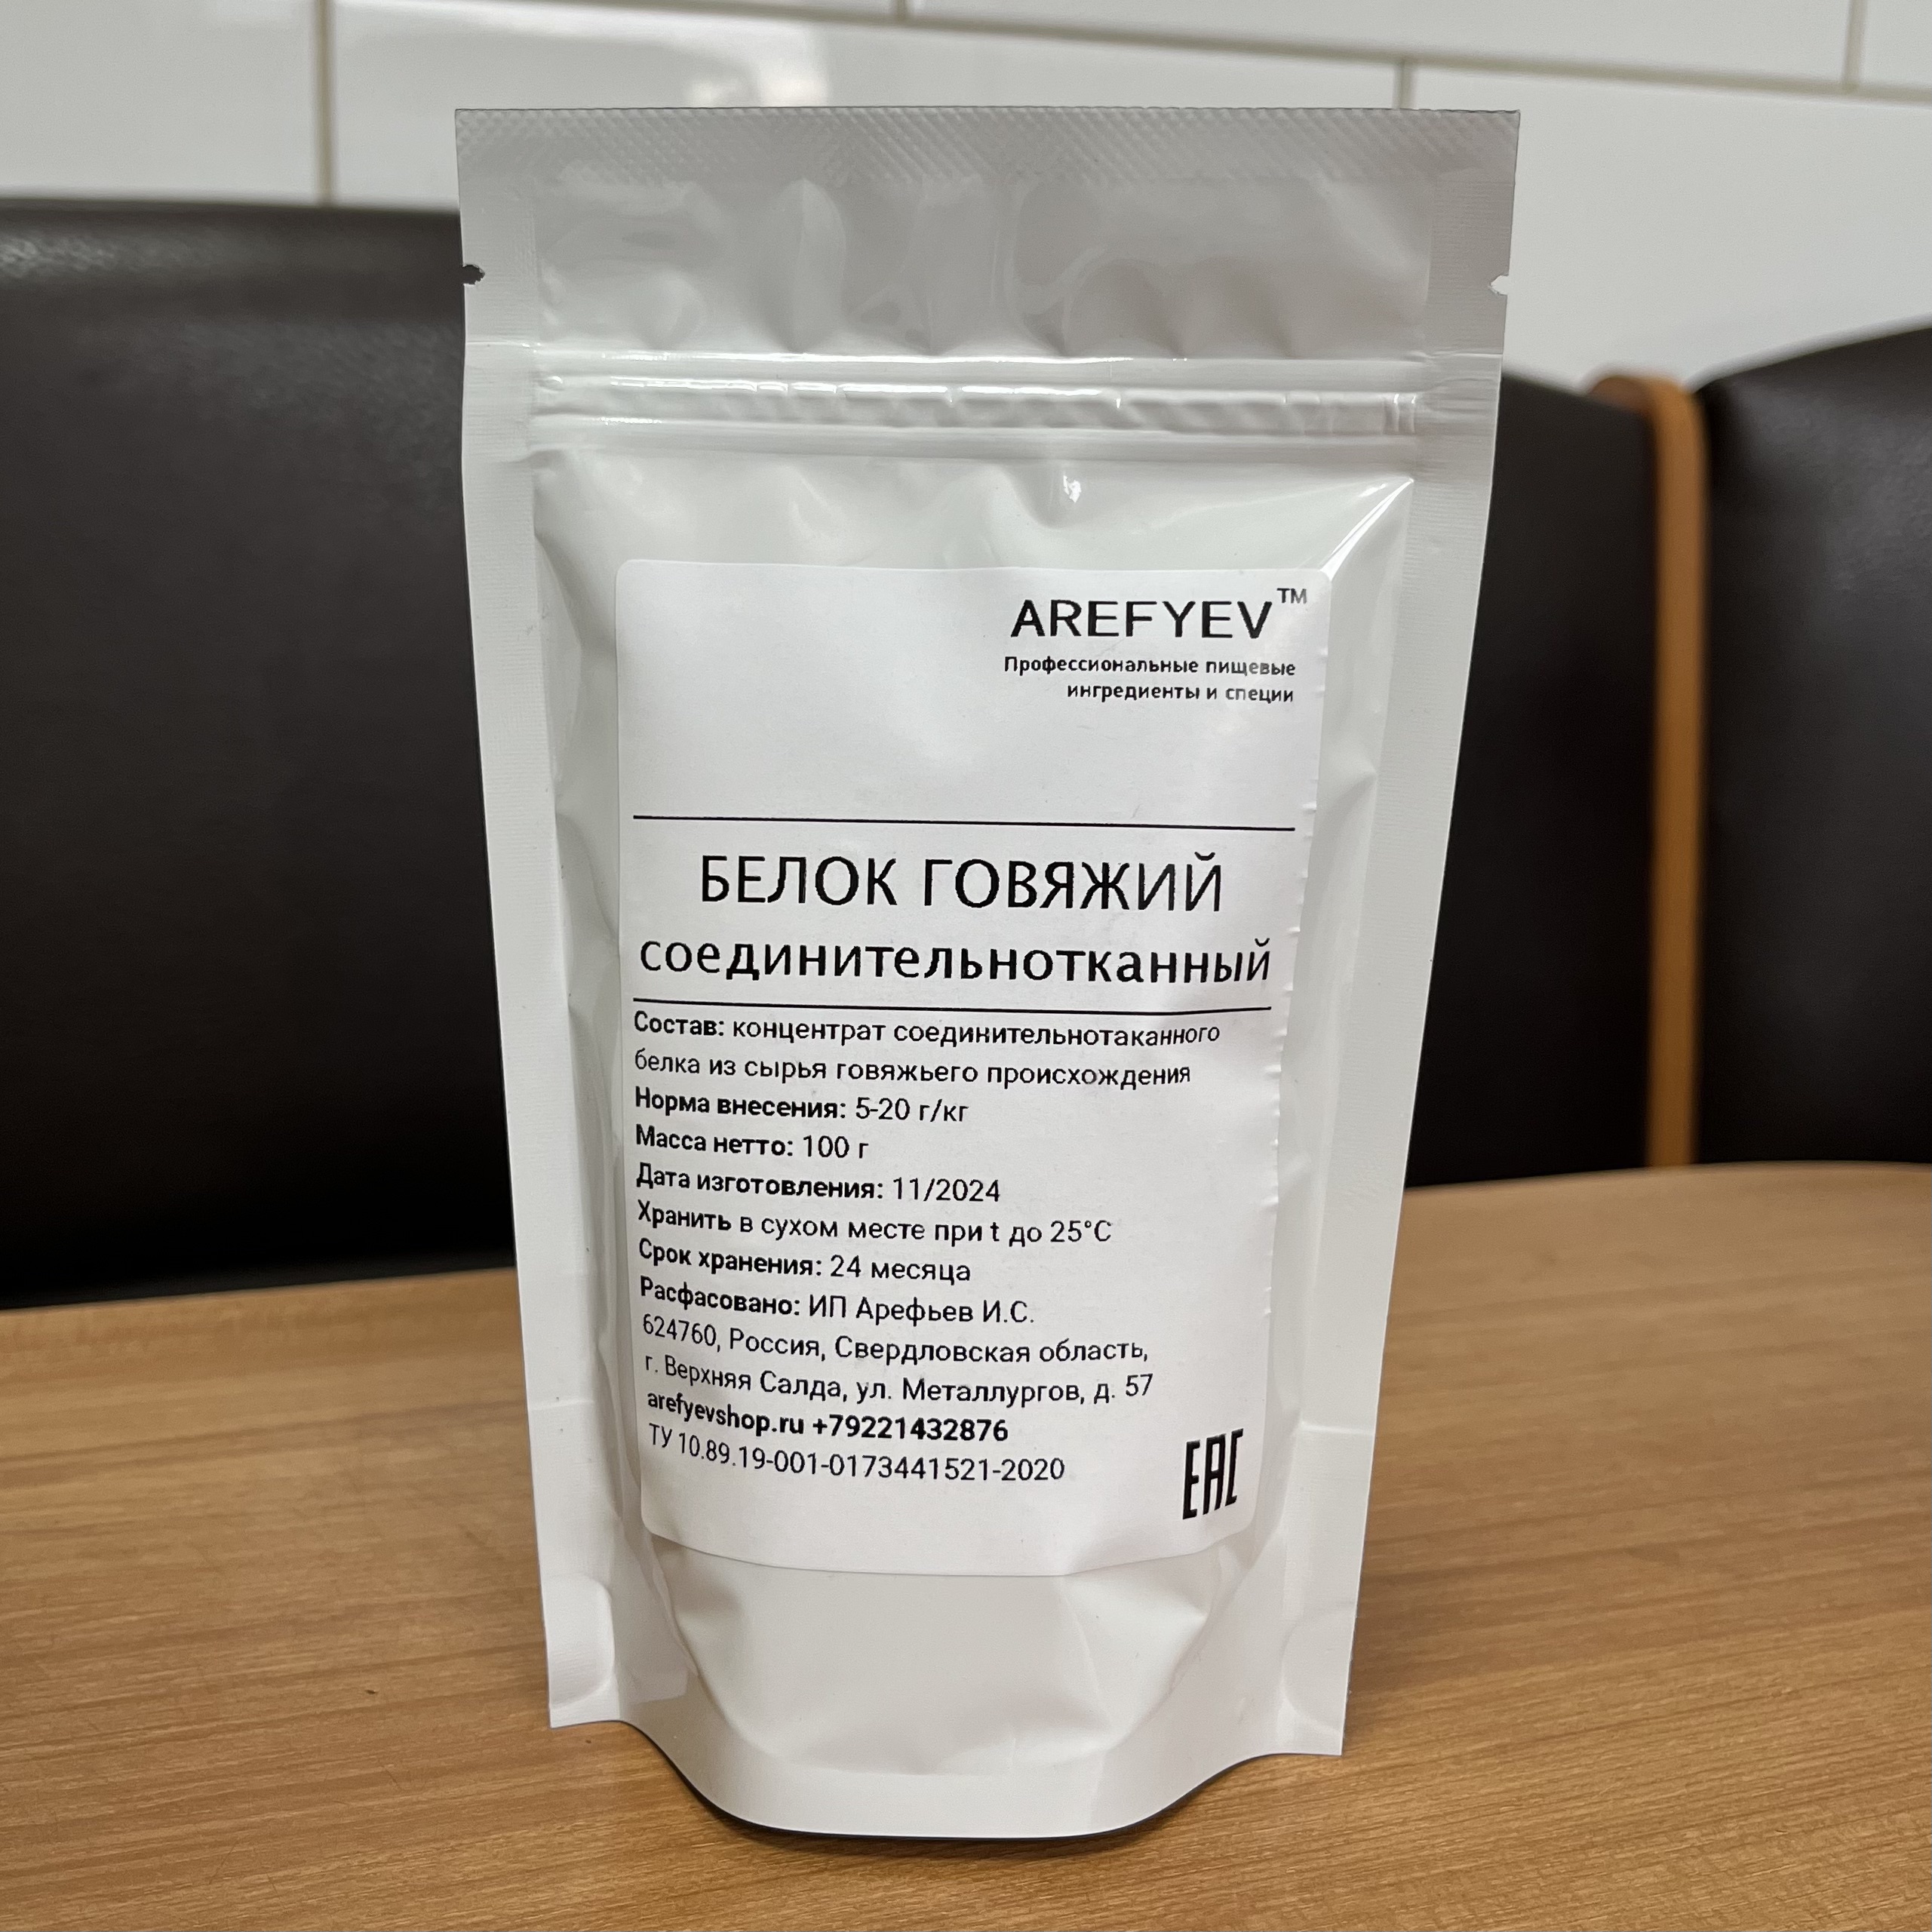 AREFYEV™
Профессиональные пищевые
ингредиенты и специи
БЕЛОК ГОВЯЖИЙ
соединительнотканный
Состав: концентрат соединительнотаканного
белка из сырья говяжьего происхождения
Норма внесения: 5-20 г/кг
Масса нетто: 100 г
Дата изготовления: 11/2024
Хранить в сухом месте при t до 25°C
Срок хранения: 24 месяца
Расфасовано: ИП Арефьев И.С.
624760, Россия, Свердловская область,
г. Верхняя Салда, ул. Металлургов, д. 57
arefyevshop.ru +79221432876
ТУ 10.89.19-001-0173441521-2020
EAC